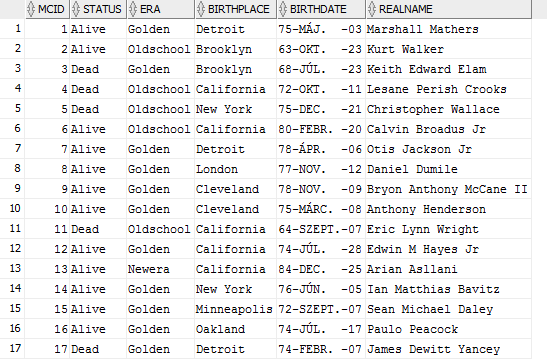 MCID STATUS ERA BIRTHPLACE BIRTHDATE REALNAME
1 1 Alive Golden Detroit 75-MÁJ. -03 Marshall Mathers
2 2 Alive Oldschool Brooklyn 63-OKT. -23 Kurt Walker
3 3 Dead Golden Brooklyn 68-JÚL. -23 Keith Edward Elam
4 4 Dead Oldschool California 72-OKT. -11 Lesane Perish Crooks
5 5 Dead Oldschool New York 75-DEC. -21 Christopher Wallace
6 6 Alive Oldschool California 80-FEBR. -20 Calvin Broadus Jr
7 7 Alive Golden Detroit 78-ÁPR. -06 Otis Jackson Jr
8 8 Alive Golden London 77-NOV. -12 Daniel Dumile
9 9 Alive Golden Cleveland 78-NOV. -09 Bryon Anthony McCane II
10 10 Alive Golden Cleveland 75-MÁRC. -08 Anthony Henderson
11 11 Dead Oldschool California 64-SZEPT.-07 Eric Lynn Wright
12 12 Alive Golden California 74-JÚL. -28 Edwin M Hayes Jr
13 13 Alive Newera California 84-DEC. -25 Arian Asllani
14 14 Alive Golden New York 76-JÚN. -05 Ian Matthias Bavitz
15 15 Alive Golden Minneapolis 72-SZEPT.-07 Sean Michael Daley
16 16 Alive Golden Oakland 74-JÚL. -17 Paulo Peacock
17 17 Dead Golden Detroit 74-FEBR. -07 James Dewitt Yancey